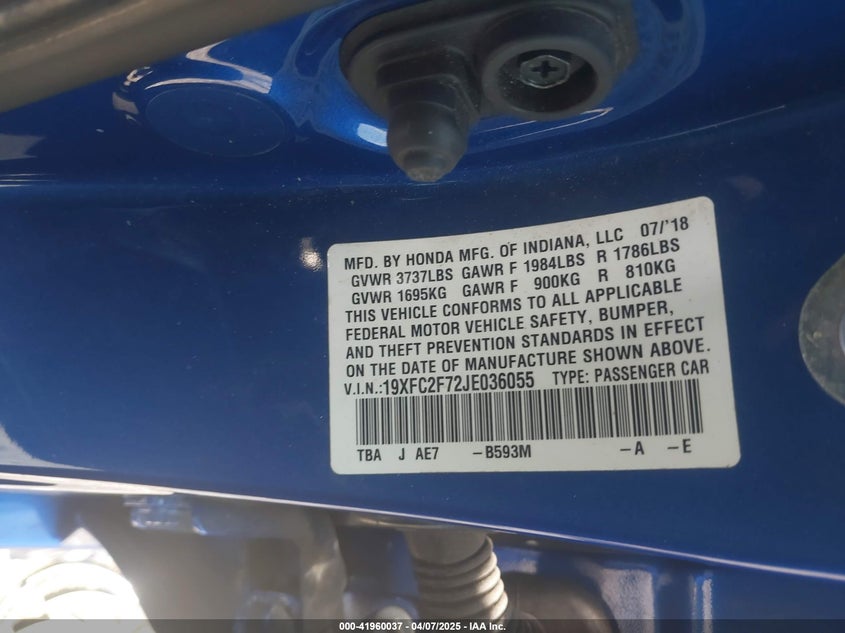 MFD. BY HONDA MFG. OF INDIANA, LLC 07/'18
GVWR 3737LBS GAWR F 1984LBS R 1786LBS
GVWR 1695KG GAWR F 900KG R 810KG
THIS VEHICLE CONFORMS TO ALL APPLICABLE
FEDERAL MOTOR VEHICLE SAFETY, BUMPER,
AND THEFT PREVENTION STANDARDS IN EFFECT
ON THE DATE OF MANUFACTURE SHOWN ABOVE.
V.I.N.:19XFC2F72JE036055 TYPE: PASSENGER CAR
TBA J AE7 -B593M -A -E
000-41960037 - 04/07/2025 - IAA Inc.